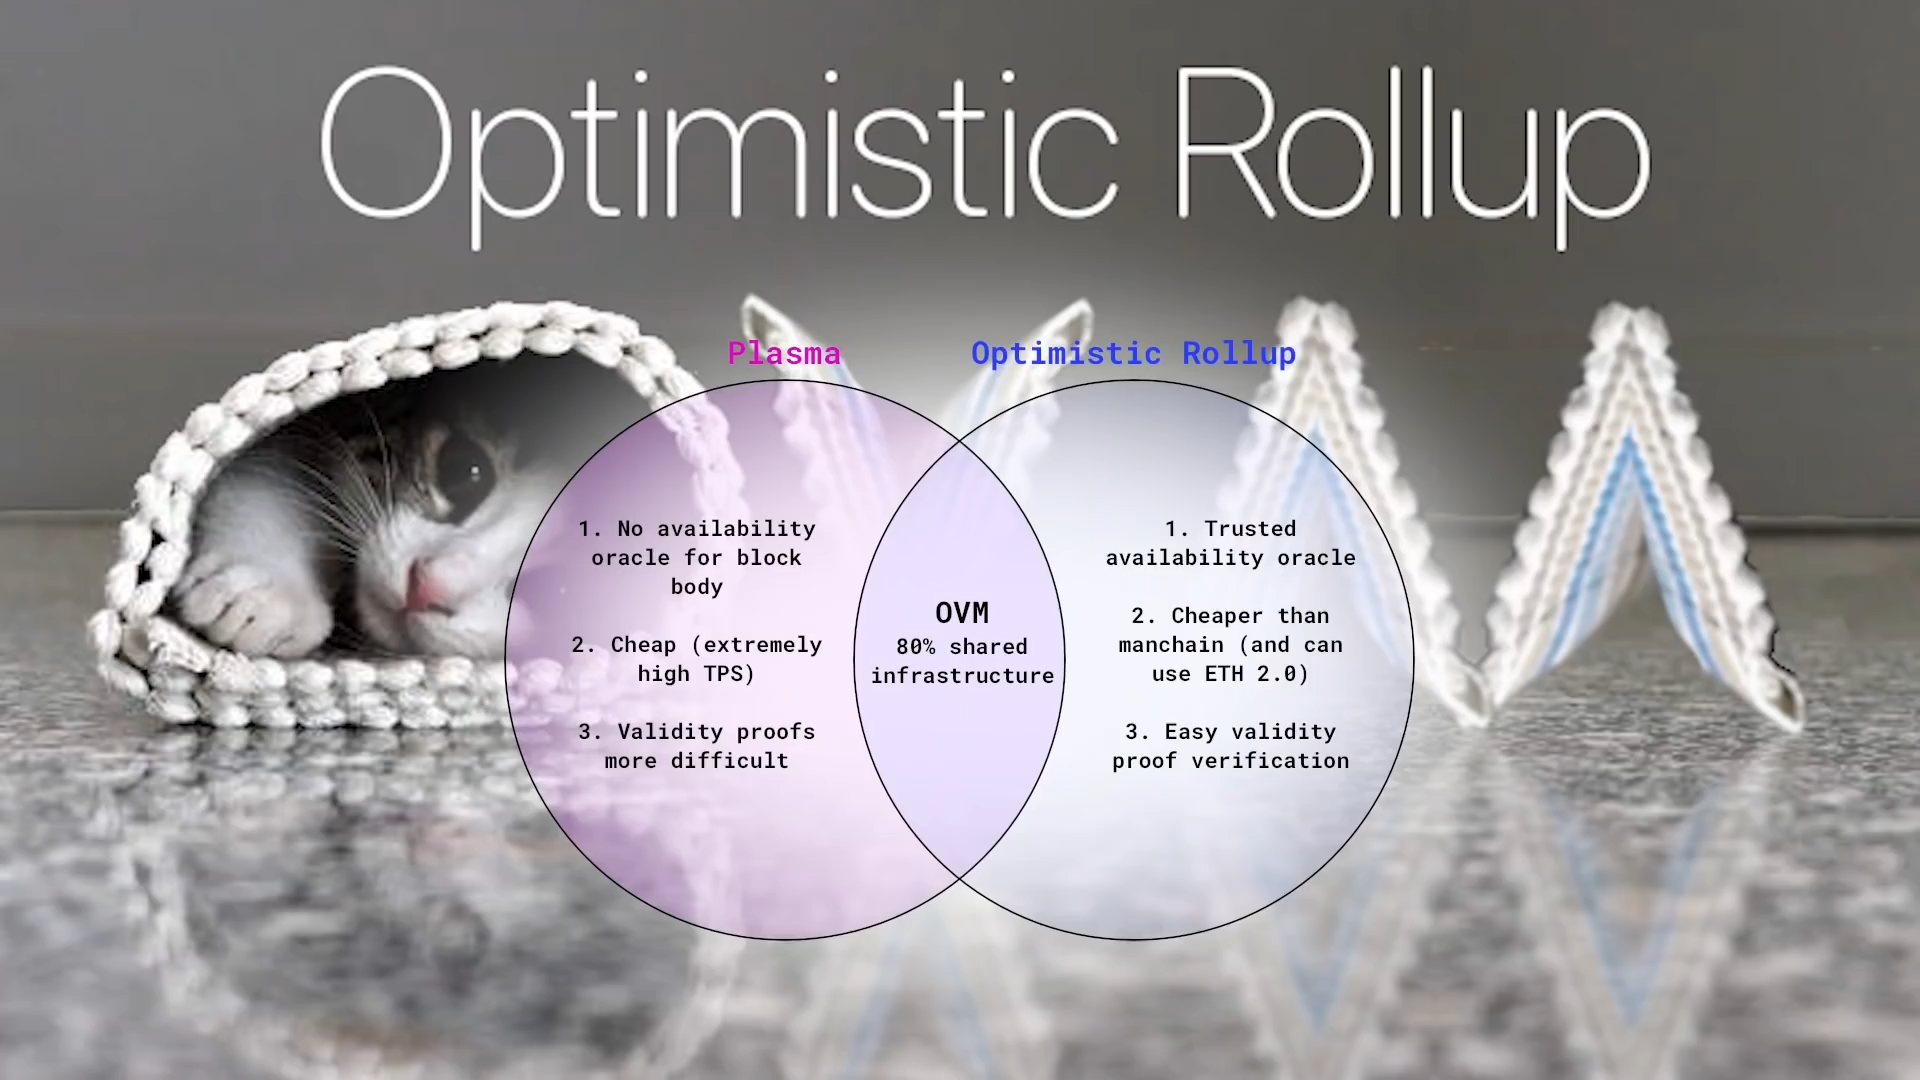 Optimistic Rollup
Plasma
1. No availability
oracle for block
body
2. Cheap (extremely
high TPS)
3. Validity proofs
more difficult
OVM
80% shared
infrastructure
Optimistic Rollup
1. Trusted
availability oracle
2. Cheaper than
manchain (and can
use ETH 2.0)
3. Easy validity
proof verification